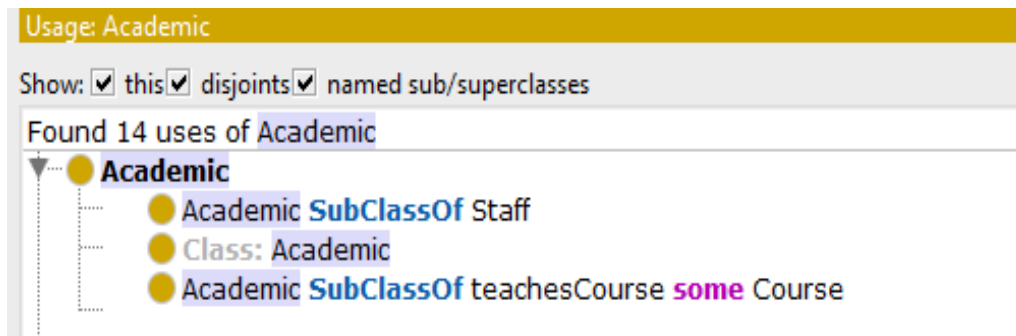 Usage: Academic
Show: this disjoints named sub/superclasses
Found 14 uses of Academic
Academic
Academic SubClassOf Staff
Class: Academic
Academic SubClassOf teachesCourse some Course